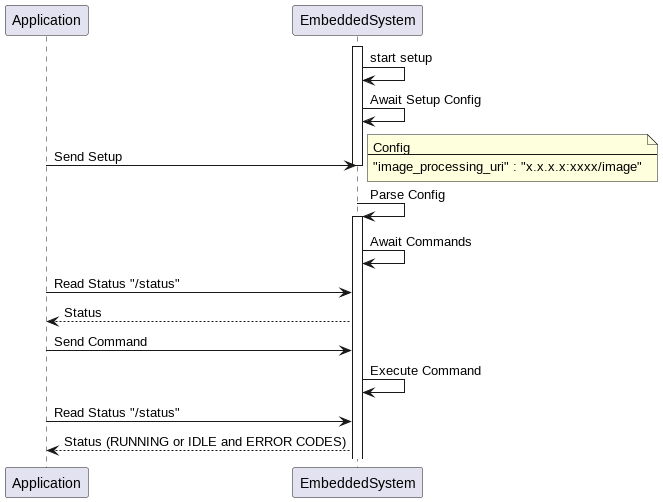 Application
EmbeddedSystem
start setup
Await Setup Config
Config
Send Setup
"image_processing_uri" : "x.x.x.x:xxxx/image"
Parse Config
Await Commands
Read Status "/status"
Status
Send Command
Execute Command
Read Status "/status"
Status (RUNNING or IDLE and ERROR CODES)
Application
EmbeddedSystem